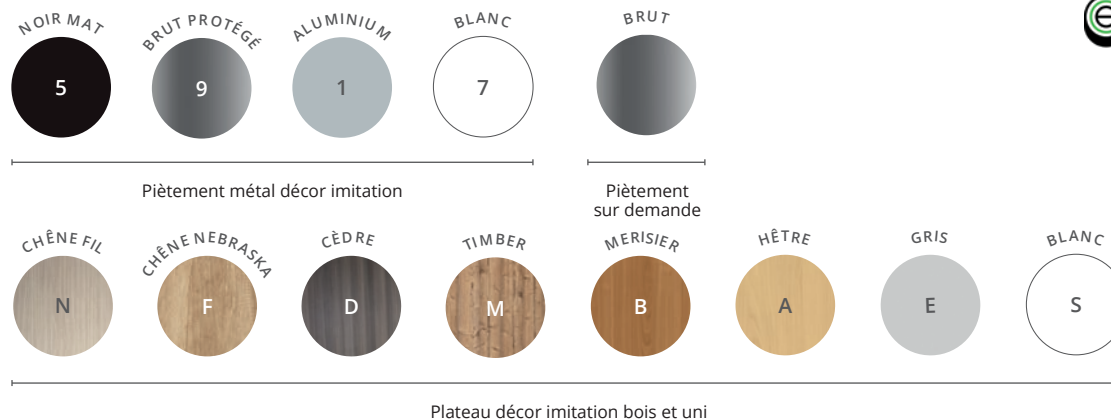 NOIR MAT
BRUT PROTÉGÉ
ALUMINIUM
BLANC
BRUT
5
9
1
7
Piètement métal décor imitation
Piètement
sur demande
CHÊNE FIL
CHÊNE NEBRASKA
CÈDRE
TIMBER
MERISIER
HÊTRE
GRIS
BLANC
N
F
D
M
B
A
E
S
Plateau décor imitation bois et uni